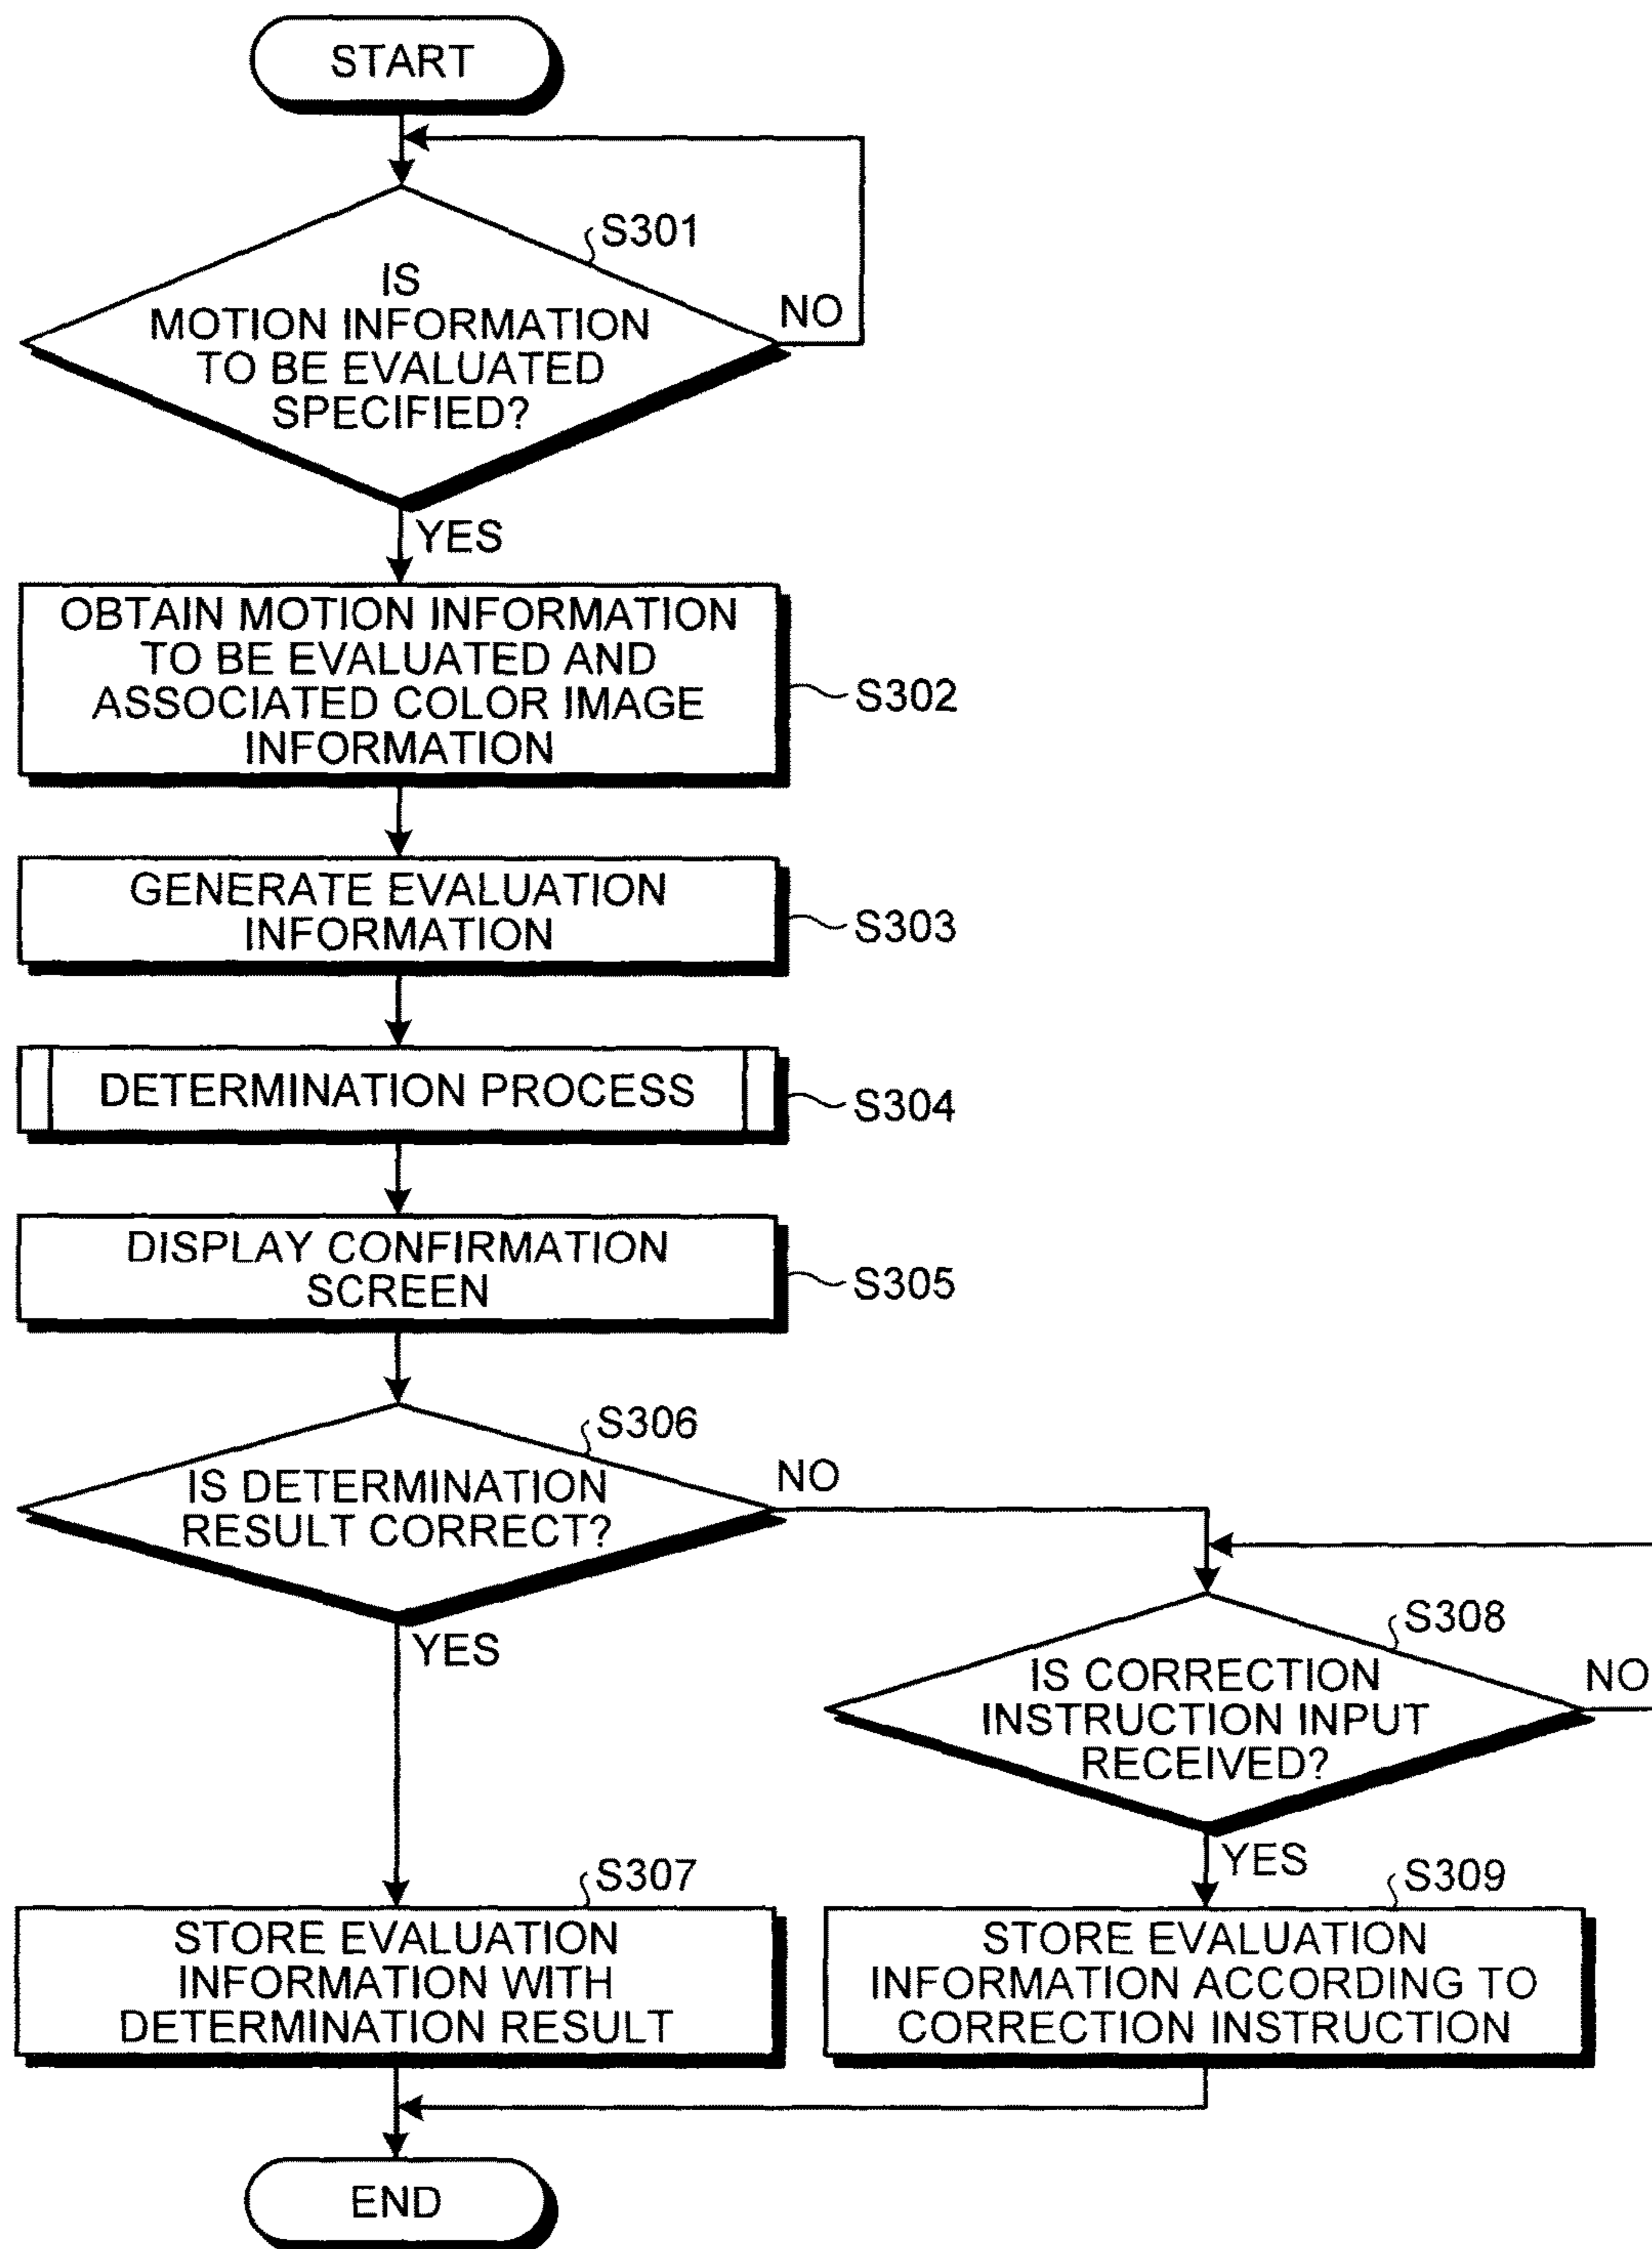 START
S301
IS
MOTION INFORMATION
TO BE EVALUATED
SPECIFIED?
NO
YES
OBTAIN MOTION INFORMATION
TO BE EVALUATED AND
ASSOCIATED COLOR IMAGE
INFORMATION
S302
GENERATE EVALUATION
INFORMATION
S303
DETERMINATION PROCESS
S304
DISPLAY CONFIRMATION
SCREEN
S305
S306
IS DETERMINATION
RESULT CORRECT?
NO
YES
S308
IS CORRECTION
INSTRUCTION INPUT
RECEIVED?
NO
YES
S307
STORE EVALUATION
INFORMATION WITH
DETERMINATION RESULT
S309
STORE EVALUATION
INFORMATION ACCORDING TO
CORRECTION INSTRUCTION
END